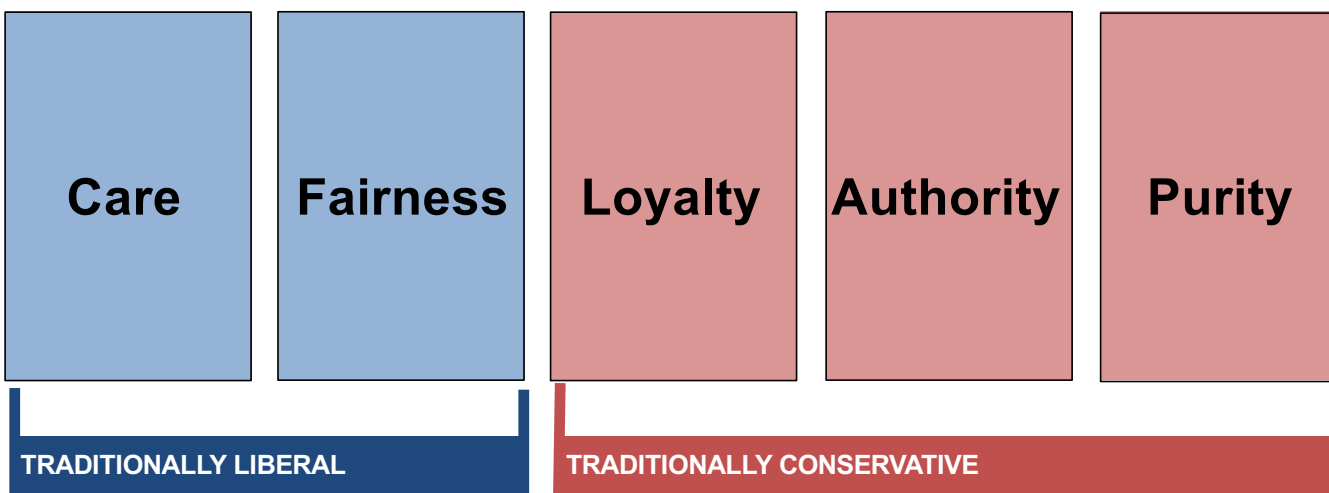 Care
Fairness
Loyalty
Authority
Purity
TRADITIONALLY LIBERAL
TRADITIONALLY CONSERVATIVE